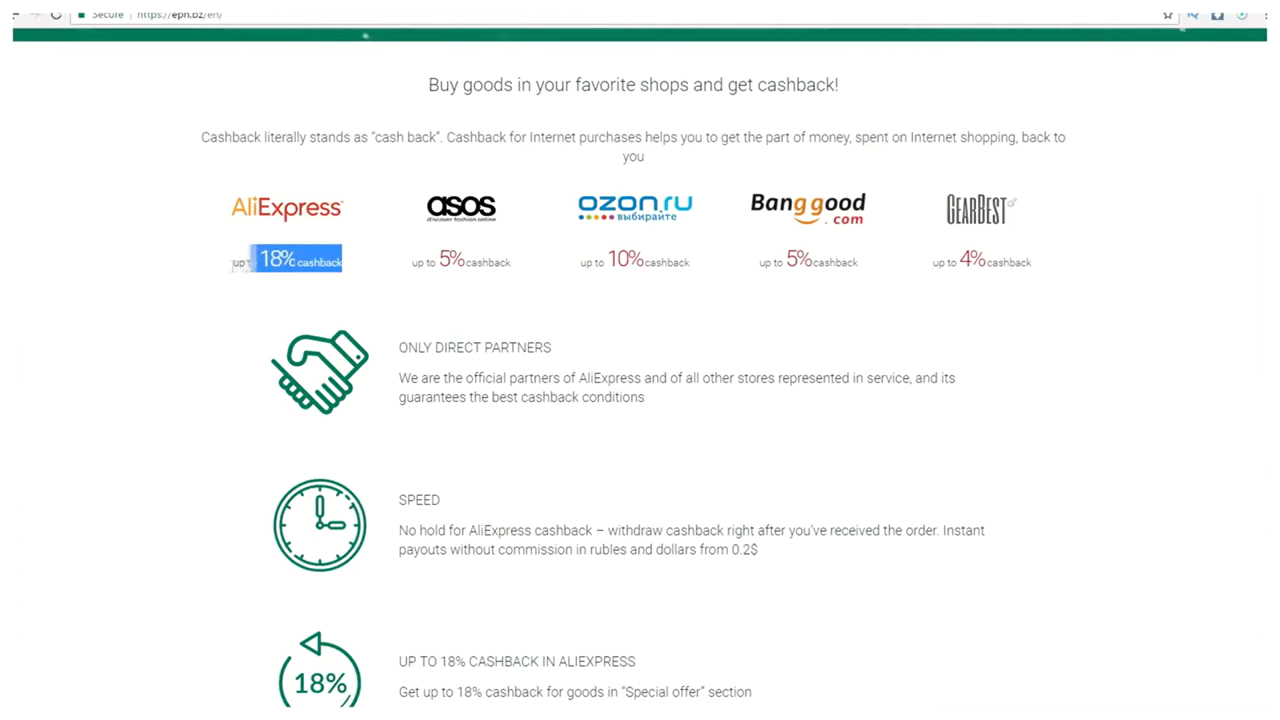 Secure https://epn.bz/en/
Buy goods in your favorite shops and get cashback!
Cashback literally stands as “cash back”. Cashback for Internet purchases helps you to get the part of money, spent on Internet shopping, back to
you
AliExpress asos ozon.ru Banggood GEARBEST
discover fashion online выбирайте .com
up to 18% cashback up to 5% cashback up to 10% cashback up to 5% cashback up to 4% cashback
ONLY DIRECT PARTNERS
We are the official partners of AliExpress and of all other stores represented in service, and its
guarantees the best cashback conditions
SPEED
No hold for AliExpress cashback – withdraw cashback right after you've received the order. Instant
payouts without commission in rubles and dollars from 0.2$
UP TO 18% CASHBACK IN ALIEXPRESS
18%
Get up to 18% cashback for goods in “Special offer” section